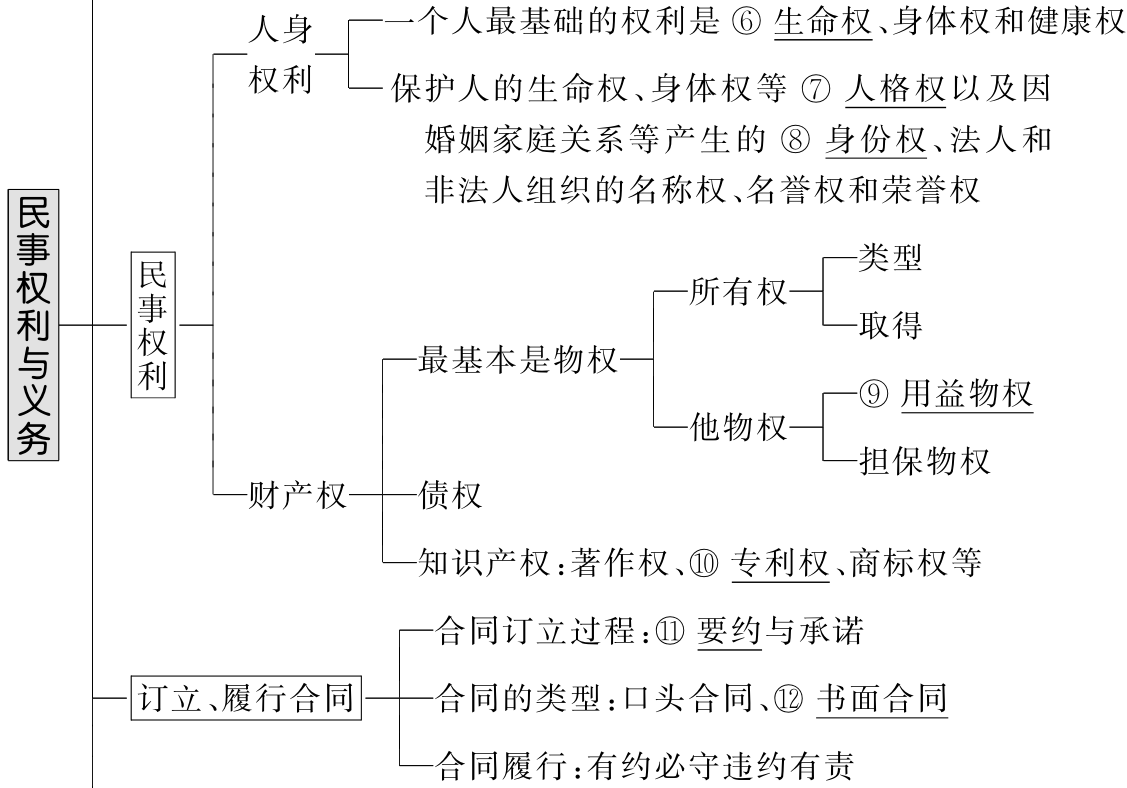 民事权利与义务
民事权利
人身
权利
一个人最基础的权利是 ⑥ 生命权、身体权和健康权
保护人的生命权、身体权等 ⑦ 人格权以及因
婚姻家庭关系等产生的 ⑧ 身份权、法人和
非法人组织的名称权、名誉权和荣誉权
财产权
最基本是物权
所有权
类型
取得
他物权
⑨ 用益物权
担保物权
债权
知识产权:著作权、⑩ 专利权、商标权等
订立、履行合同
合同订立过程:⑪ 要约与承诺
合同的类型:口头合同、⑫ 书面合同
合同履行:有约必守违约有责